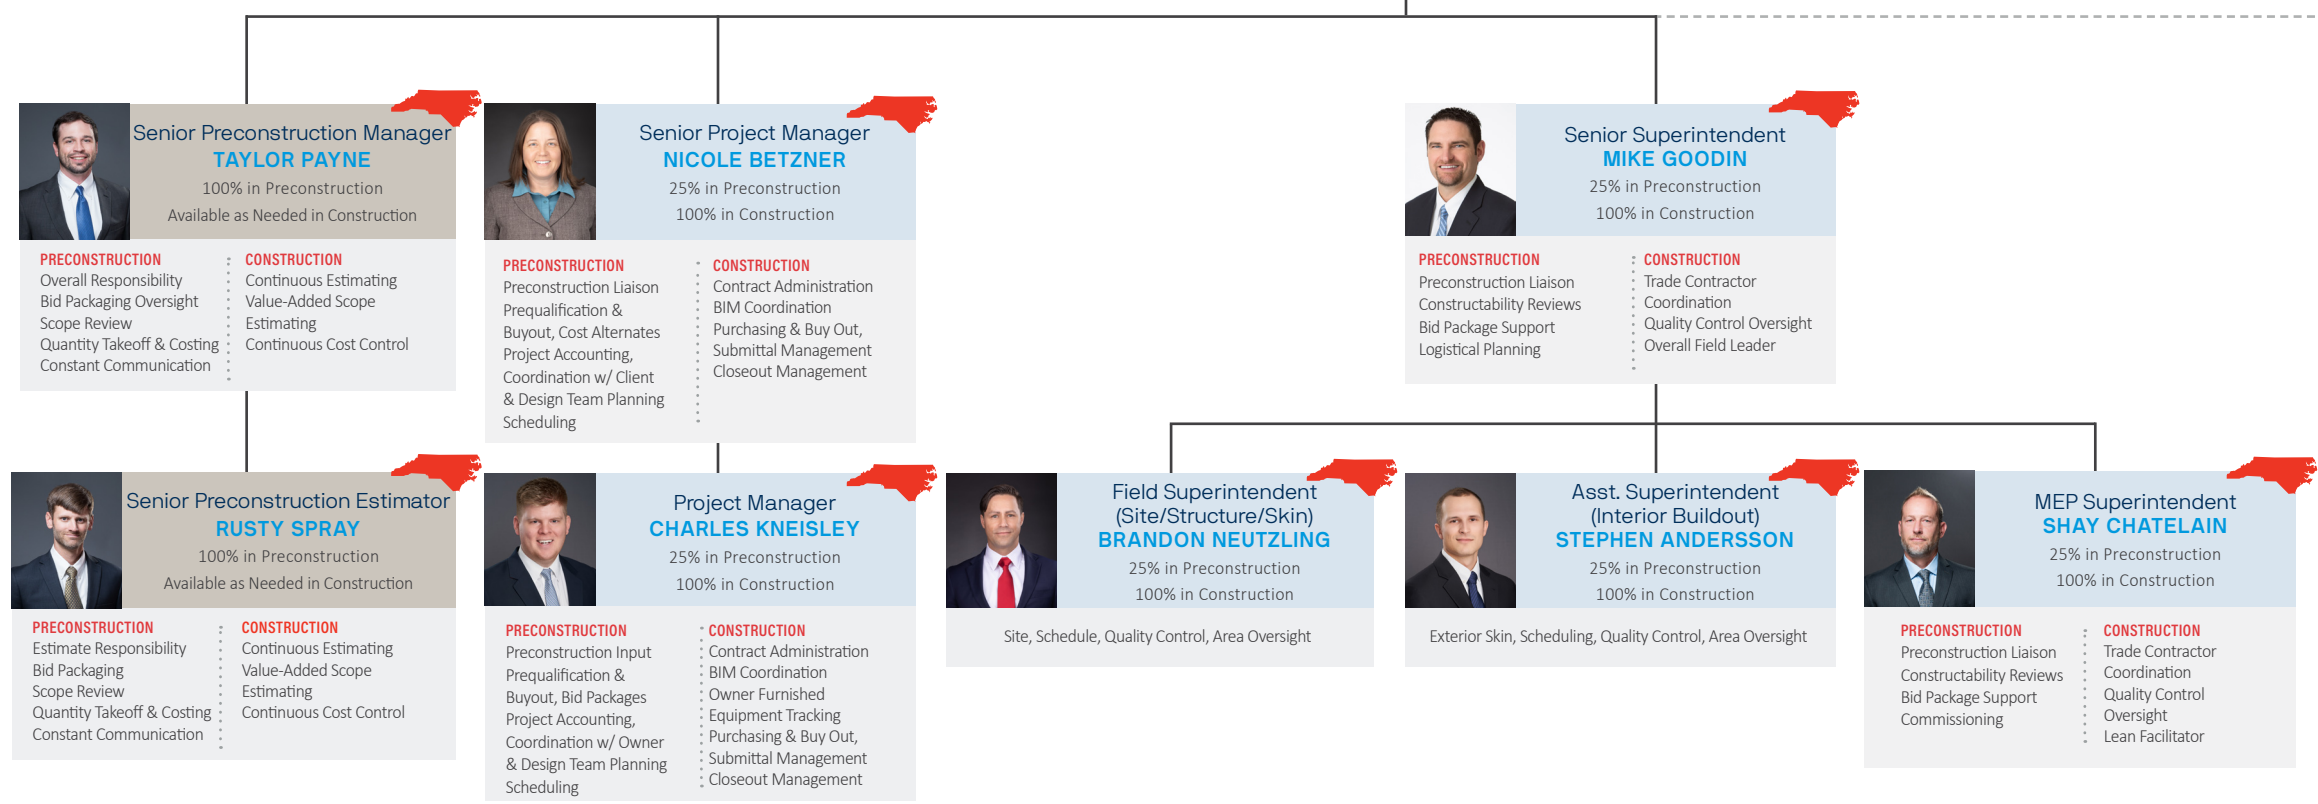 Senior Preconstruction Manager
TAYLOR PAYNE
100% in Preconstruction
Available as Needed in Construction
PRECONSTRUCTION
Overall Responsibility
Bid Packaging Oversight
Scope Review
Quantity Takeoff & Costing
Constant Communication
CONSTRUCTION
Continuous Estimating
Value-Added Scope
Estimating
Continuous Cost Control
Senior Project Manager
NICOLE BETZNER
25% in Preconstruction
100% in Construction
PRECONSTRUCTION
Preconstruction Liaison
Prequalification &
Buyout, Cost Alternates
Project Accounting,
Coordination w/ Client
& Design Team Planning
Scheduling
CONSTRUCTION
Contract Administration
BIM Coordination
Purchasing & Buy Out,
Submittal Management
Closeout Management
Senior Superintendent
MIKE GOODIN
25% in Preconstruction
100% in Construction
PRECONSTRUCTION
Preconstruction Liaison
Constructability Reviews
Bid Package Support
Logistical Planning
CONSTRUCTION
Trade Contractor
Coordination
Quality Control Oversight
Overall Field Leader
Senior Preconstruction Estimator
RUSTY SPRAY
100% in Preconstruction
Available as Needed in Construction
PRECONSTRUCTION
Estimate Responsibility
Bid Packaging
Scope Review
Quantity Takeoff & Costing
Constant Communication
CONSTRUCTION
Continuous Estimating
Value-Added Scope
Estimating
Continuous Cost Control
Project Manager
CHARLES KNEISLEY
25% in Preconstruction
100% in Construction
PRECONSTRUCTION
Preconstruction Input
Prequalification &
Buyout, Bid Packages
Project Accounting,
Coordination w/ Owner
& Design Team Planning
Scheduling
CONSTRUCTION
Contract Administration
BIM Coordination
Owner Furnished
Equipment Tracking
Purchasing & Buy Out,
Submittal Management
Closeout Management
Field Superintendent
(Site/Structure/Skin)
BRANDON NEUTZLING
25% in Preconstruction
100% in Construction
Site, Schedule, Quality Control, Area Oversight
Asst. Superintendent
(Interior Buildout)
STEPHEN ANDERSSON
25% in Preconstruction
100% in Construction
Exterior Skin, Scheduling, Quality Control, Area Oversight
MEP Superintendent
SHAY CHATELAIN
25% in Preconstruction
100% in Construction
PRECONSTRUCTION
Preconstruction Liaison
Constructability Reviews
Bid Package Support
Commissioning
CONSTRUCTION
Trade Contractor
Coordination
Quality Control
Oversight
Lean Facilitator